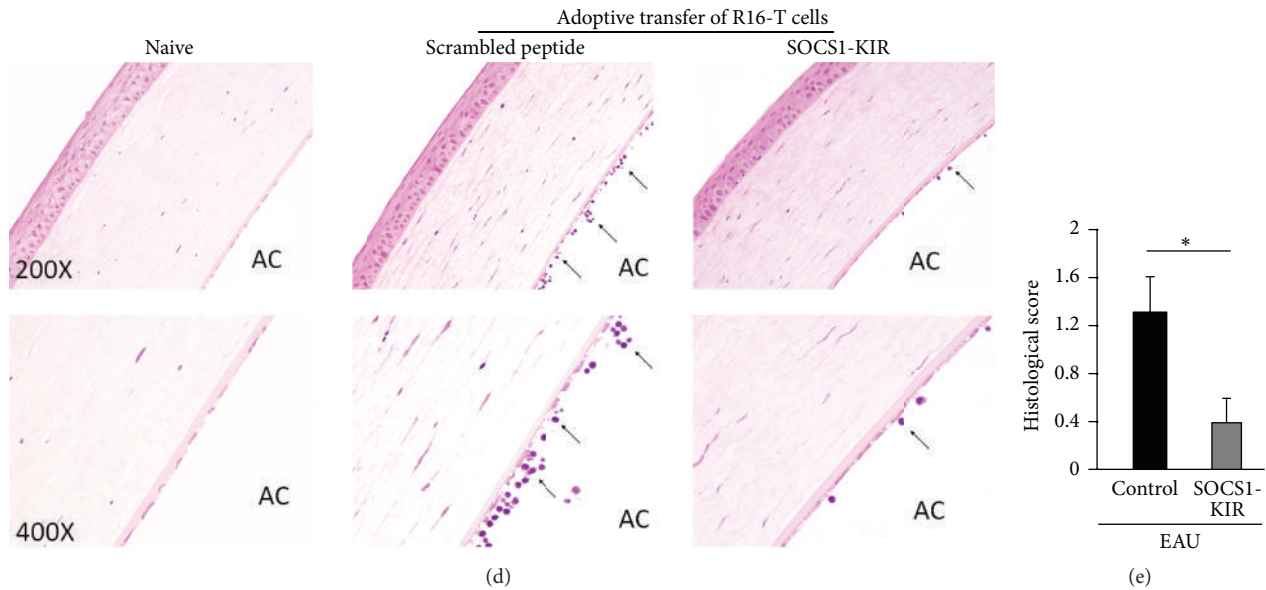 Adoptive transfer of R16-T cells
Naive
Scrambled peptide
SOCS1-KIR
AC
200X
AC
AC
AC
400X
AC
AC
(d)
2
1.6
1.2
0.8
0.4
0
Histological score
*
Control
SOCS1-
KIR
EAU
(e)